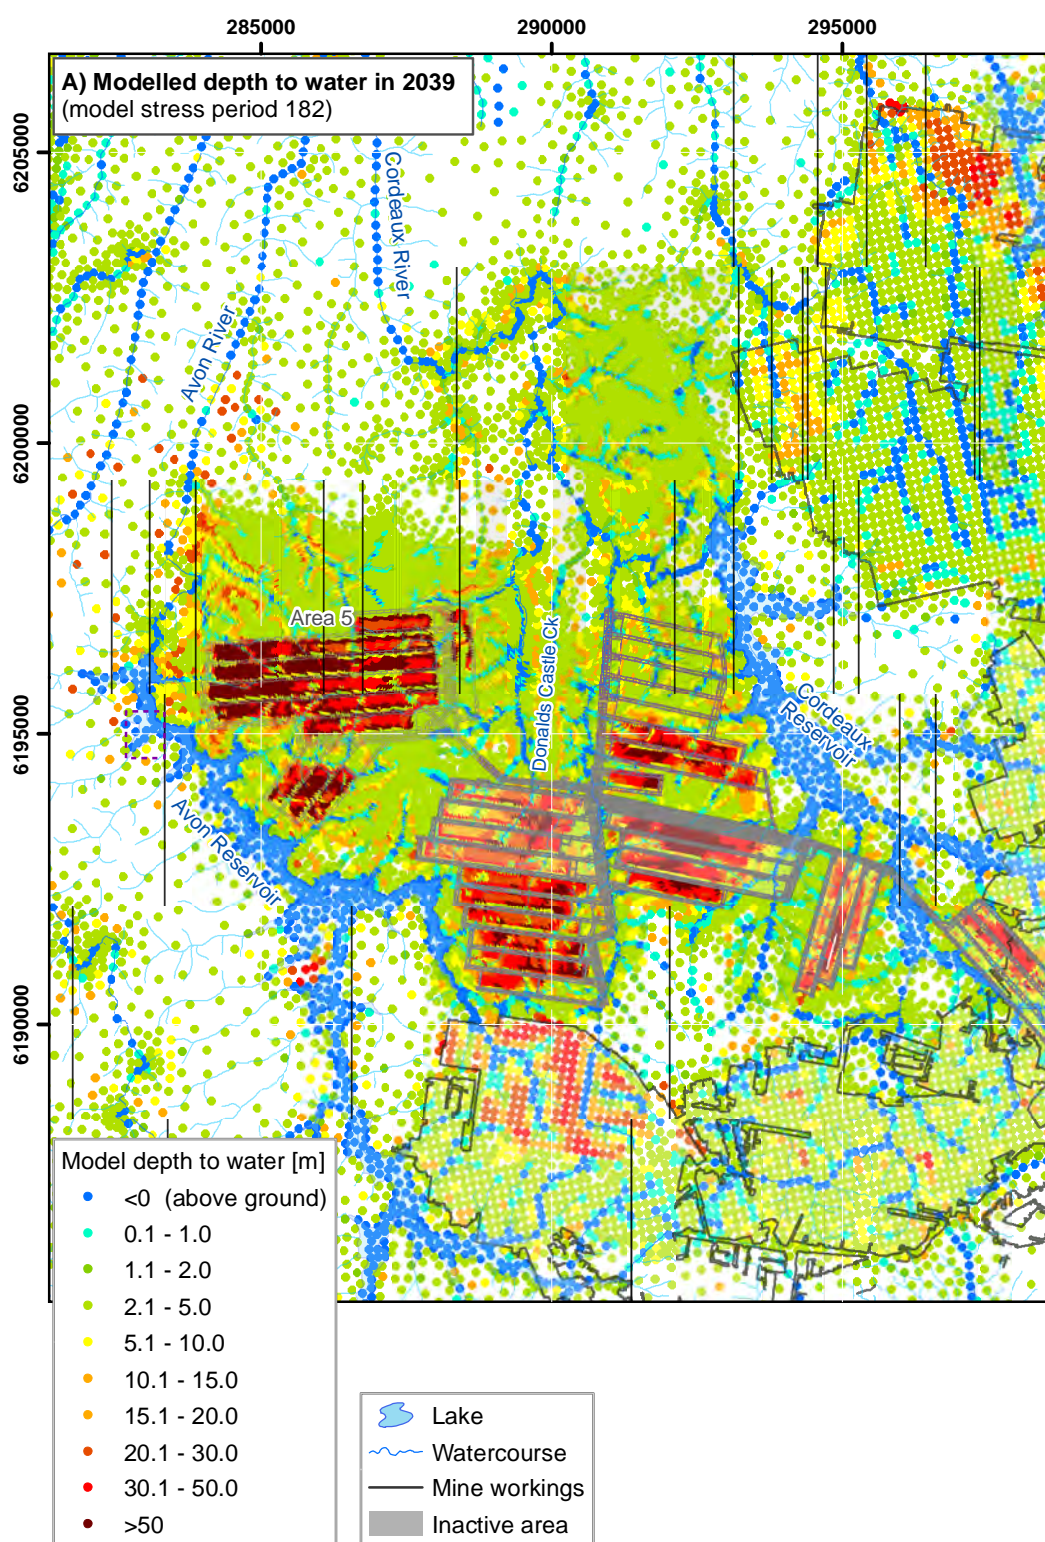 285000 290000 295000
A) Modelled depth to water in 2039
(model stress period 182)
6205000
Cordeaux River
Avon River
6200000
Area 5
Donalds Castle Ck
Cordeaux
Reservoir
6195000
Avon Reservoir
6190000
Model depth to water [m]
<0 (above ground)
0.1 - 1.0
1.1 - 2.0
2.1 - 5.0
5.1 - 10.0
10.1 - 15.0
15.1 - 20.0
20.1 - 30.0
30.1 - 50.0
>50
Lake
Watercourse
Mine workings
Inactive area